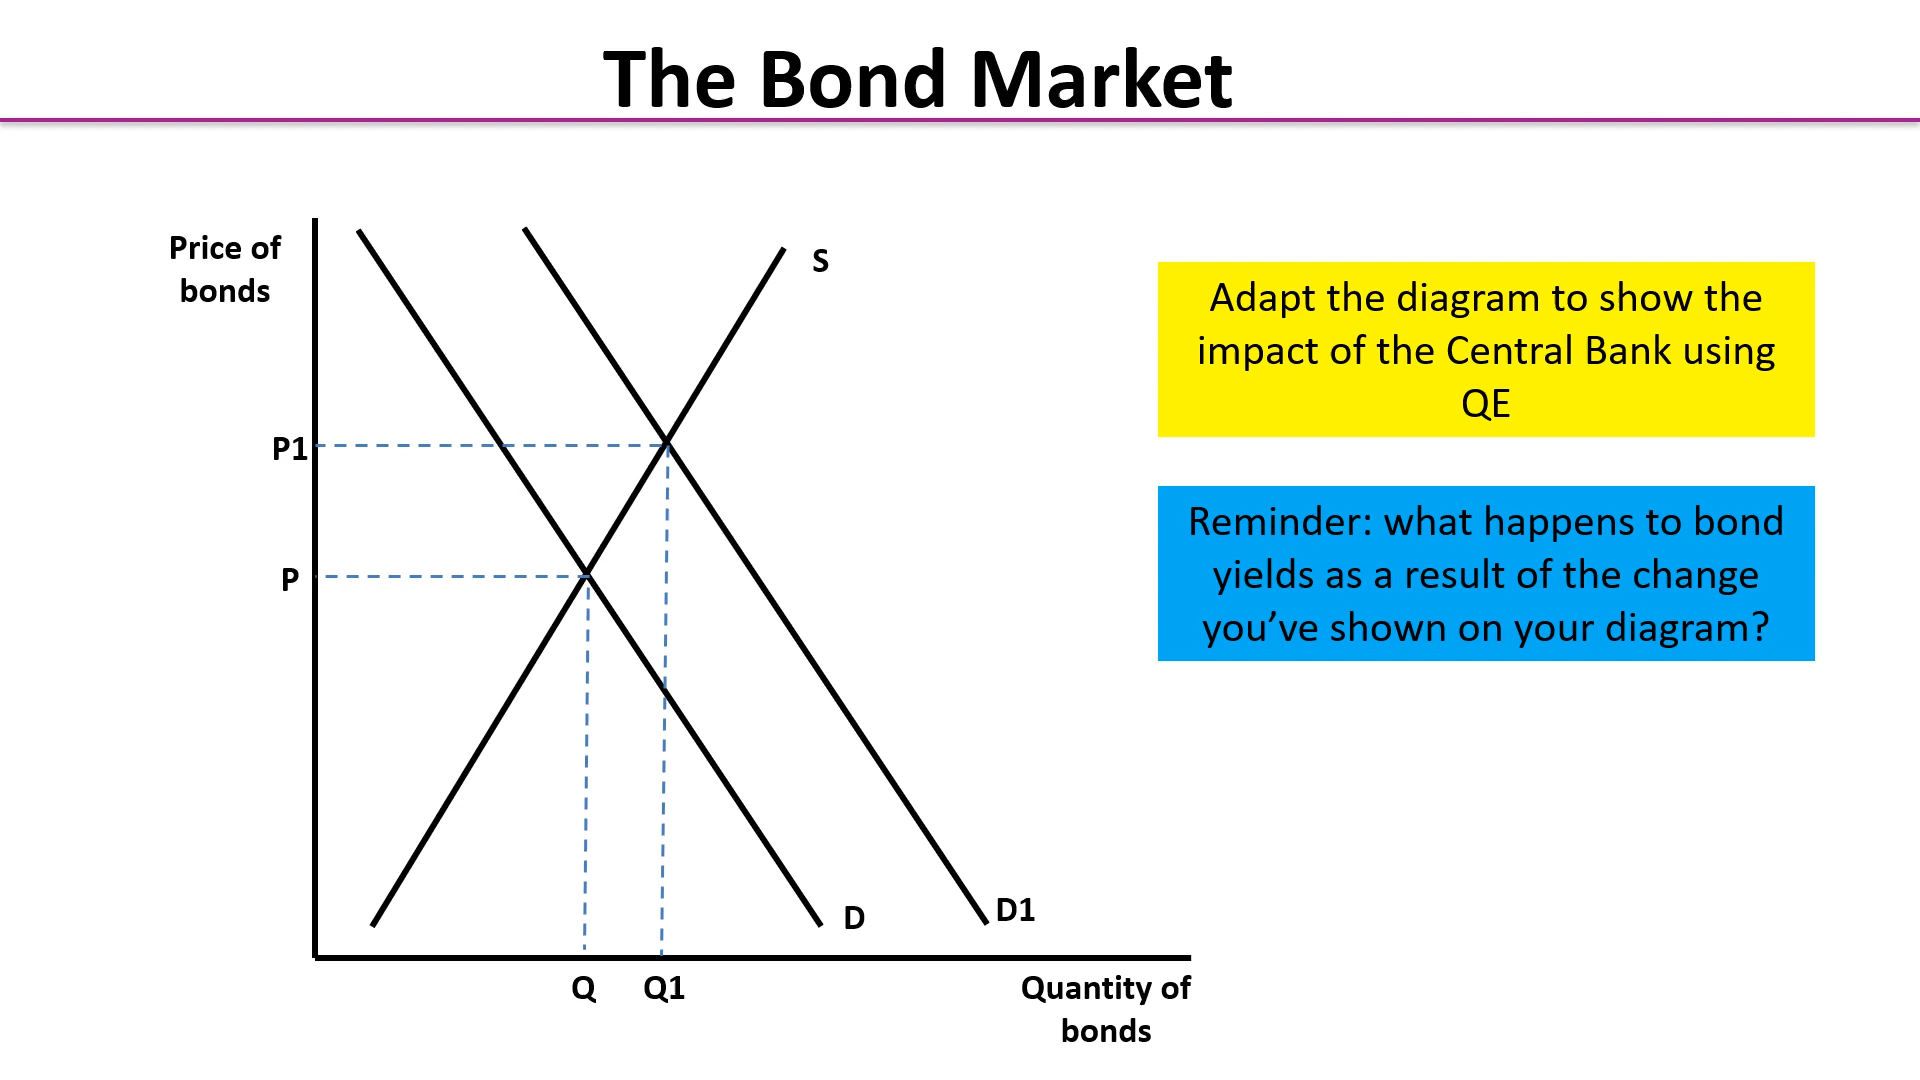 The Bond Market
Price of
bonds
S
P1
P
D
D1
Q
Q1
Quantity of
bonds
Adapt the diagram to show the
impact of the Central Bank using
QE
Reminder: what happens to bond
yields as a result of the change
you’ve shown on your diagram?